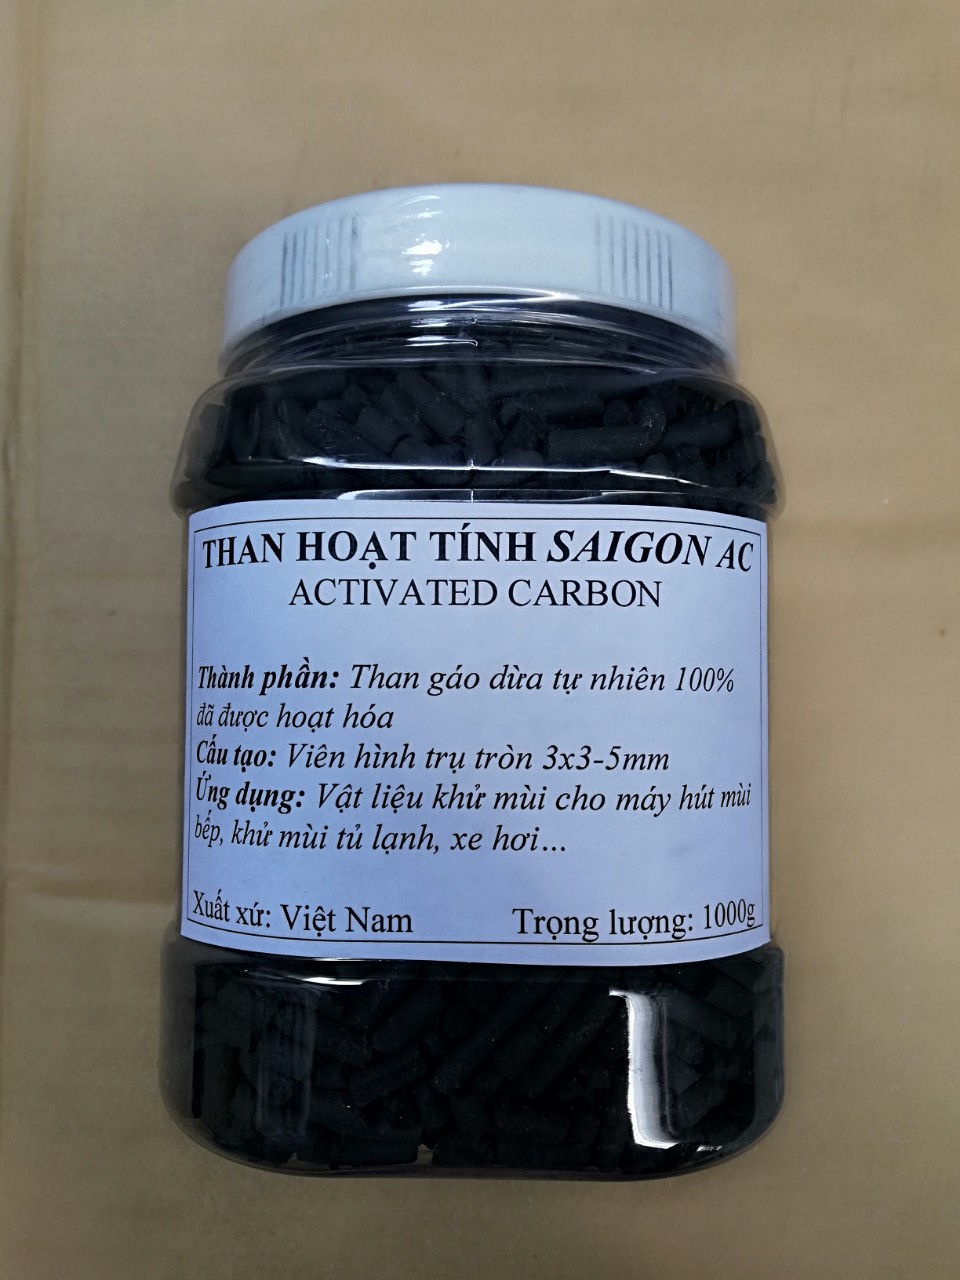 THAN HOẠT TÍNH SAIGON AC
ACTIVATED CARBON
Thành phần: Than gáo dừa tự nhiên 100%
đã được hoạt hóa
Cấu tạo: Viên hình trụ tròn 3x3-5mm
Ứng dụng: Vật liệu khử mùi cho máy hút mùi
bếp, khử mùi tủ lạnh, xe hơi...
Xuất xứ: Việt Nam Trọng lượng: 1000g